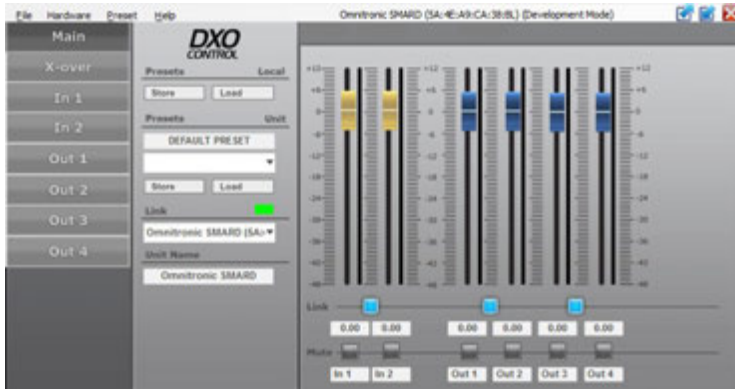 File Hardware Preset Help
Omnitronic SMARD (5A:4E:A9:CA:38:BL) (Development Mode)
Main
X-over
In 1
In 2
Out 1
Out 2
Out 3
Out 4
DXO
CONTROL
Presets Local
Store Load
Presets Unit
DEFAULT PRESET
Store Load
Link
Omnitronic SMARD (5A:
Unit Name
Omnitronic SMARD
+12 +12 +12
Link
0.00 0.00 0.00 0.00 0.00 0.00
Mute
In 1 In 2 Out 1 Out 2 Out 3 Out 4